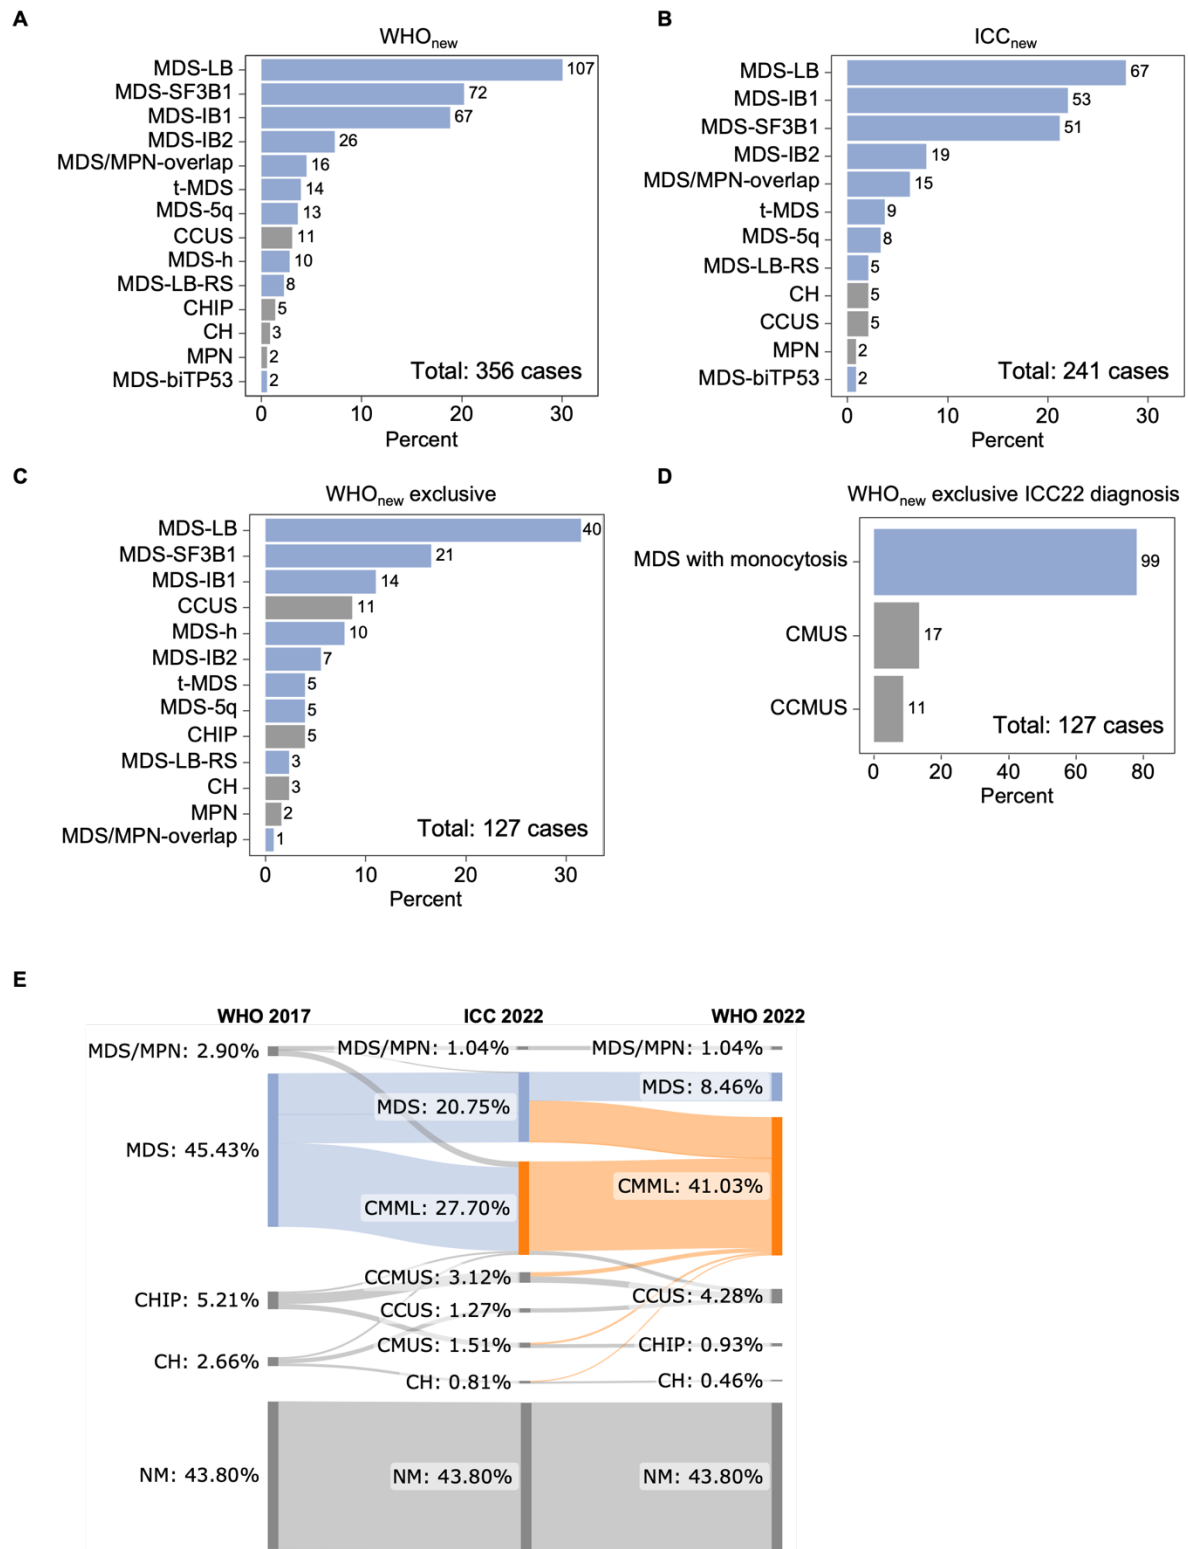 A
WHOnew
MDS-LB 107
MDS-SF3B1 72
MDS-IB1 67
MDS-IB2 26
MDS/MPN-overlap 16
t-MDS 14
MDS-5q 13
CCUS 11
MDS-h 10
MDS-LB-RS 8
CHIP 5
CH 3
MPN 2
MDS-biTP53 2
Total: 356 cases
0 10 20 30
Percent
B
ICCnew
MDS-LB 67
MDS-IB1 53
MDS-SF3B1 51
MDS-IB2 19
MDS/MPN-overlap 15
t-MDS 9
MDS-5q 8
MDS-LB-RS 5
CH 5
CCUS 5
MPN 2
MDS-biTP53 2
Total: 241 cases
0 10 20 30
Percent
C
WHOnew exclusive
MDS-LB 40
MDS-SF3B1 21
MDS-IB1 14
CCUS 11
MDS-h 10
MDS-IB2 7
t-MDS 5
MDS-5q 5
CHIP 5
MDS-LB-RS 3
CH 3
MPN 2
MDS/MPN-overlap 1
Total: 127 cases
0 10 20 30
Percent
D
WHOnew exclusive ICC22 diagnosis
MDS with monocytosis 99
CMUS 17
CCMUS 11
Total: 127 cases
0 20 40 60 80
Percent
E
WHO 2017 ICC 2022 WHO 2022
MDS/MPN: 2.90% MDS/MPN: 1.04% MDS/MPN: 1.04%
MDS: 8.46%
MDS: 20.75%
MDS: 45.43%
CMML: 41.03%
CMML: 27.70%
CCMUS: 3.12%
CHIP: 5.21% CCUS: 4.28%
CCUS: 1.27%
CMUS: 1.51% CHIP: 0.93%
CH: 2.66%
CH: 0.81% CH: 0.46%
NM: 43.80% NM: 43.80% NM: 43.80%